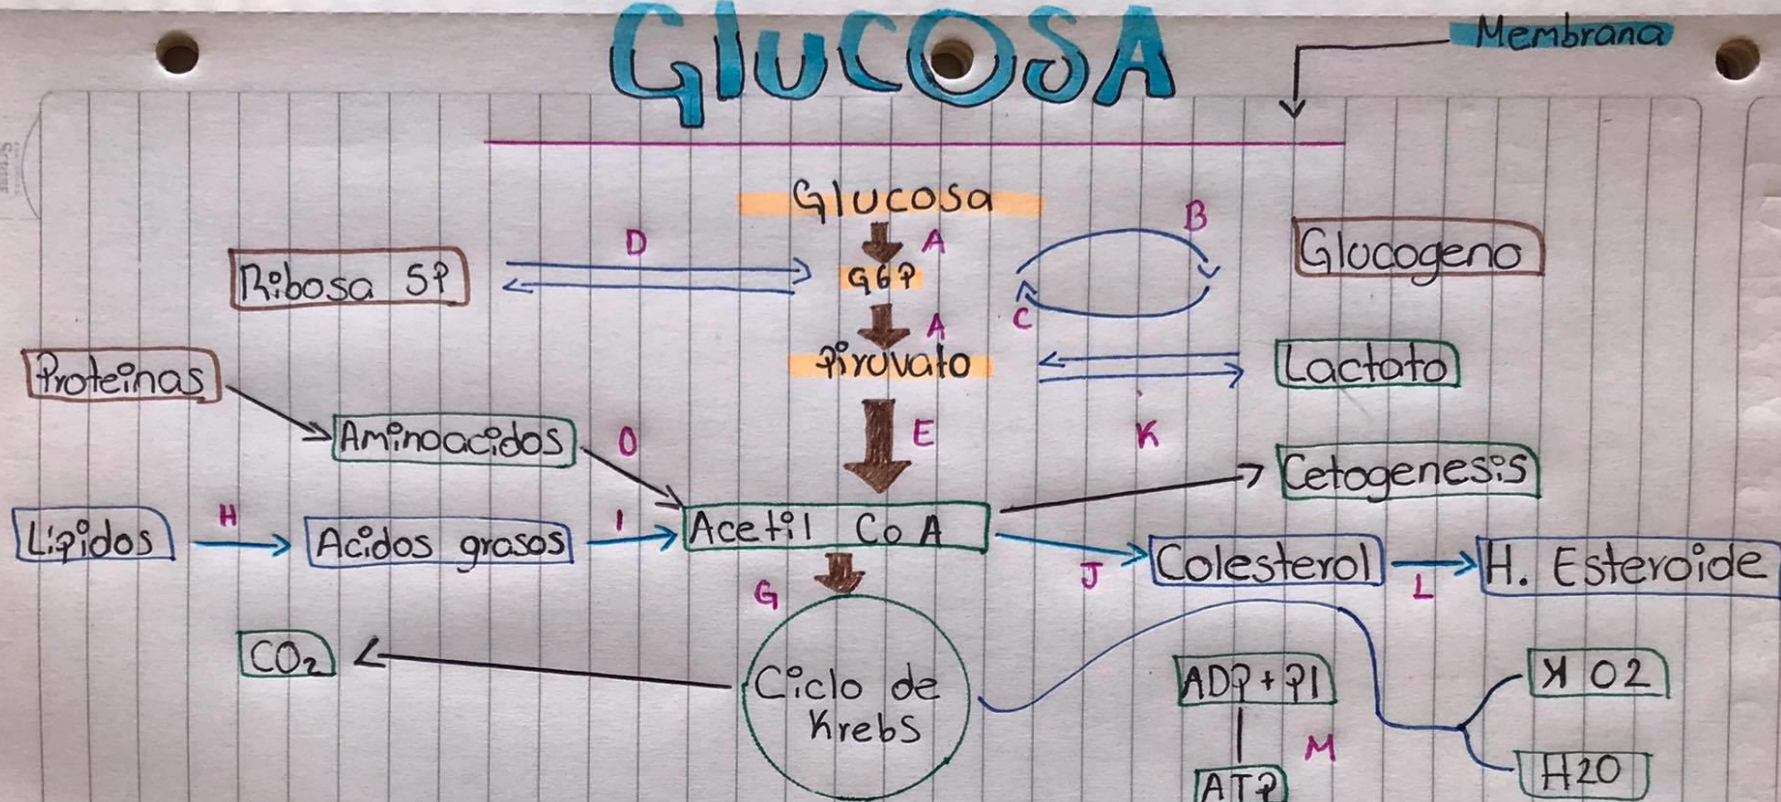 GluCOSA
Membrana
Glucosa
A
B
D
Ribosa 5P
G6P
Glucogeno
C
A
Piruvato
Lactato
Proteinas
K
Aminoacidos
O
E
Cetogenesis
Lipidos
H
Acidos grasos
I
Acetil CoA
J
Colesterol
L
H. Esteroide
G
CO2
Ciclo de
Krebs
ADP + PI
M
ATP
O2
H2O